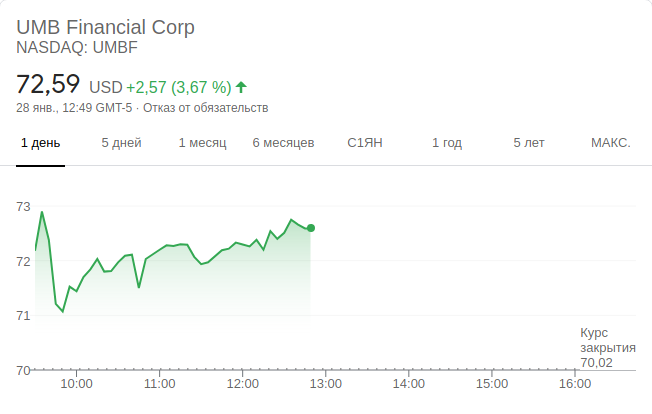 UMB Financial Corp
NASDAQ: UMBF
72,59 USD +2,57 (3,67 %)
28 янв., 12:49 GMT-5 · Отказ от обязательств
1 день 5 дней 1 месяц 6 месяцев С1ЯН 1 год 5 лет МАКС.
73
72
71
Курс
закрытия
70,02
70
10:00 11:00 12:00 13:00 14:00 15:00 16:00